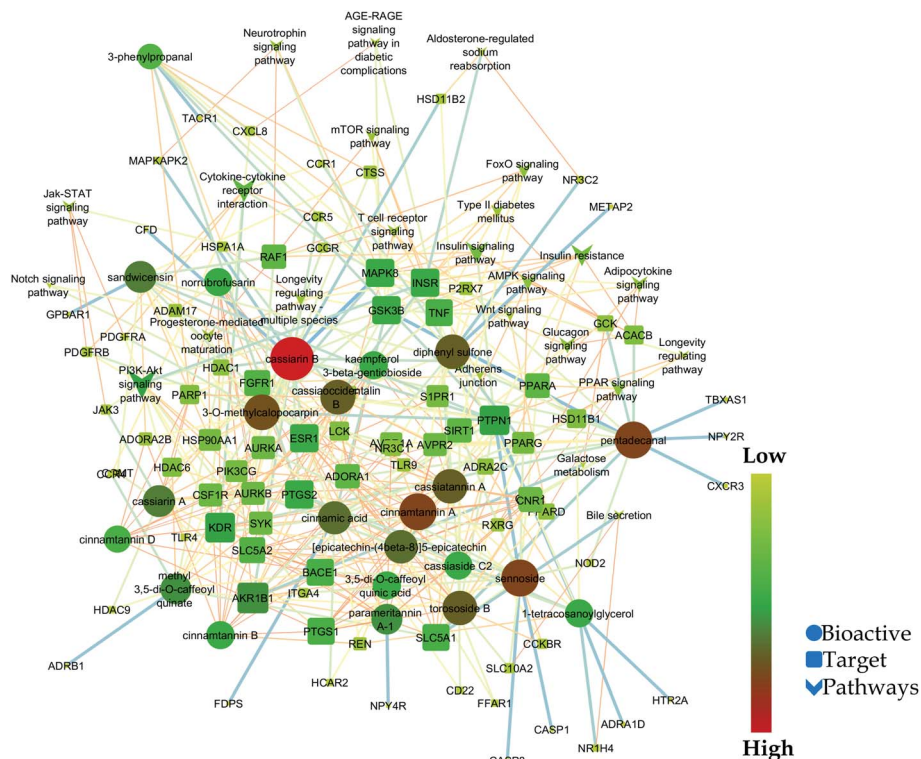 AGE-RAGE
signaling
pathway in
diabetic
complications
Neurotrophin
signaling
pathway
Aldosterone-regulated
sodium
reabsorption
3-phenylpropanal
HSD11B2
TACR1
CXCL8
mTOR signaling
pathway
MAPKAPK2
CCR1
CTSS
FoxO signaling
pathway
NR3C2
Cytokine-cytokine
receptor
interaction
Jak-STAT
signaling
pathway
CCR5
T cell receptor
signaling
pathway
Type II diabetes
mellitus
METAP2
CFD
HSPA1A
RAF1
GCGR
Insulin signaling
pathway
Insulin resistance
sandwicensin
norrubrofusarin
MAPK8
INSR
P2RX7
AMPK signaling
pathway
Adipocytokine
signaling
pathway
Notch signaling
pathway
Longevity
regulating
pathway
multiple species
GPBAR1
ADAM17
GSK3B
TNF
Wnt signaling
pathway
GCK
ACACB
Progesterone-mediated
oocyte
maturation
PDGFRA
PDGFRB
Glucagon
signaling
pathway
Longevity
regulating
pathway
cassiarin B
kaempferol
3-beta-gentiobioside
diphenyl sulfone
Adherens
junction
HDAC1
PI3K-Akt
signaling
pathway
FGFR1
PARP1
cassiaoccidentalin
B
S1PR1
PPARA
PPAR signaling
pathway
TBXAS1
JAK3
3-O-methylcalopocarpin
PTPN1
HSD11B1
ADORA2B
HSP90AA1
ESR1
LCK
SIRT1
NPY2R
AURKA
NR3C1
AVPR2
PPARG
pentadecanal
HDAC6
PIK3CG
TLR9
ADRA2C
Galactose
metabolism
ADORA1
CXCR3
cassiarin A
CSF1R
AURKB
PTGS2
cassiatannin A
CNR1
cinnamtannin A
Bile secretion
KDR
SYK
cinnamic acid
RXRG
cinnamtannin D
TLR4
SLC5A2
[epicatechin-(4beta-8)]5-epicatechin
NOD2
methyl
3,5-di-O-caffeoyl
quinate
BACE1
3,5-di-O-caffeoyl
quinic acid
cassiaside C2
sennoside
ITGA4
HDAC9
AKR1B1
parameritannin
A-1
torososide B
1-tetracosanoylglycerol
cinnamtannin B
PTGS1
REN
SLC5A1
CCKBR
ADRB1
SLC10A2
HCAR2
CD22
FFAR1
FDPS
NPY4R
HTR2A
ADRA1D
CASP1
NR1H4
Low
High
Bioactive
Target
Pathways